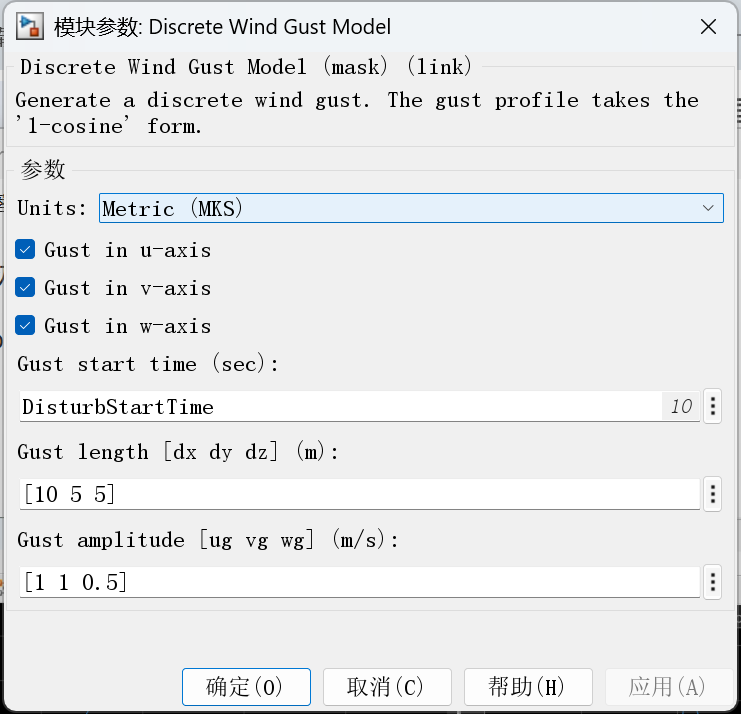 模块参数: Discrete Wind Gust Model
Discrete Wind Gust Model (mask) (link)
Generate a discrete wind gust. The gust profile takes the
'1-cosine' form.
参数
Units: Metric (MKS)
Gust in u-axis
Gust in v-axis
Gust in w-axis
Gust start time (sec):
DisturbStartTime 10
Gust length [dx dy dz] (m):
[10 5 5]
Gust amplitude [ug vg wg] (m/s):
[1 1 0.5]
确定(O) 取消(C) 帮助(H) 应用(A)